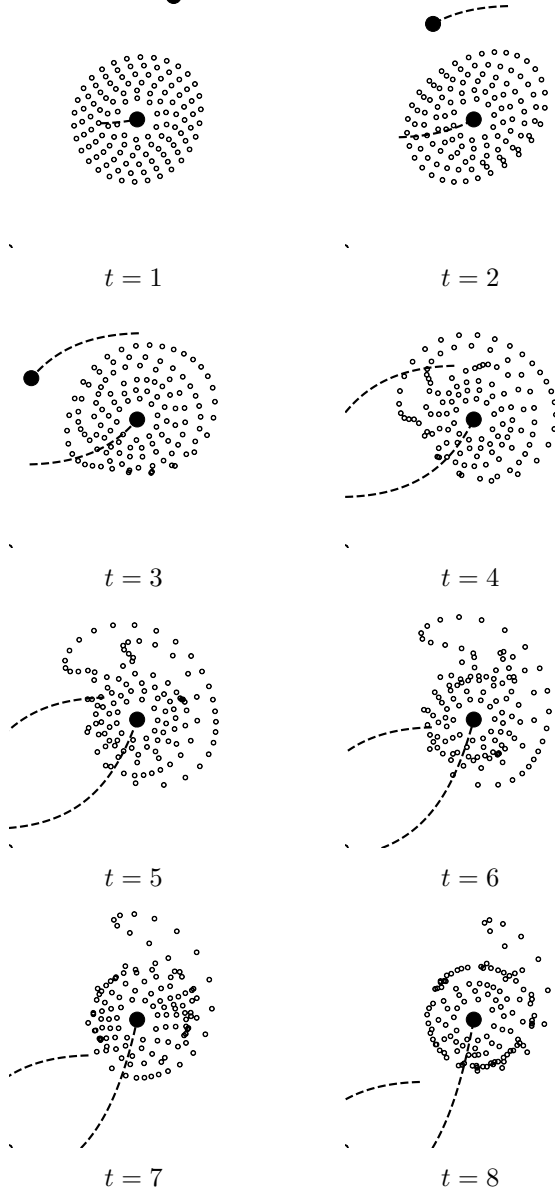 t = 1
t = 2
t = 3
t = 4
t = 5
t = 6
t = 7
t = 8